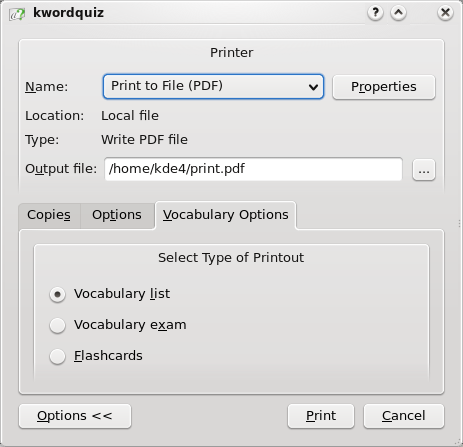 kwordquiz
Printer
Name: Print to File (PDF) Properties
Location: Local file
Type: Write PDF file
Output file: /home/kde4/print.pdf ...
Copies Options Vocabulary Options
Select Type of Printout
Vocabulary list
Vocabulary exam
Flashcards
Options << Print Cancel